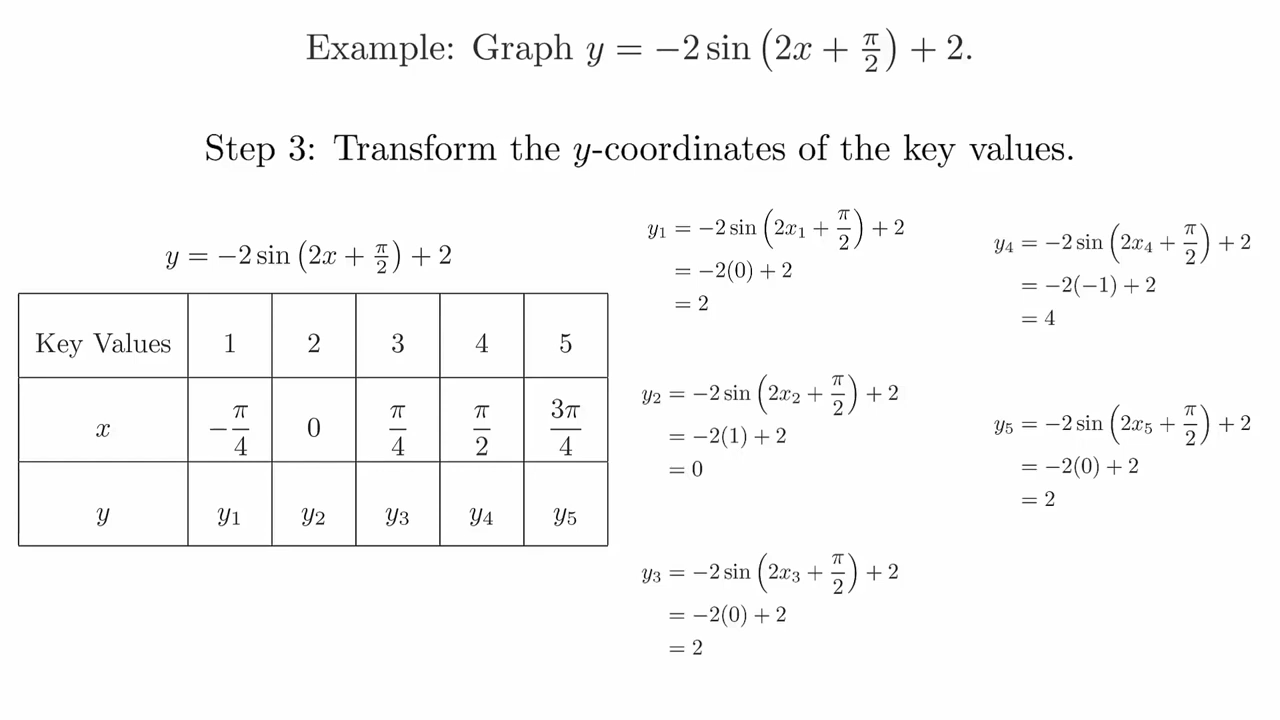 Example: Graph y = −2 sin (2x + π/2) + 2.
Step 3: Transform the y-coordinates of the key values.
y = −2 sin (2x + π/2) + 2
Key Values 1 2 3 4 5
x −π/4 0 π/4 π/2 3π/4
y y₁ y₂ y₃ y₄ y₅
y₁ = −2 sin (2x₁ + π/2) + 2
= −2(0) + 2
= 2
y₂ = −2 sin (2x₂ + π/2) + 2
= −2(1) + 2
= 0
y₃ = −2 sin (2x₃ + π/2) + 2
= −2(0) + 2
= 2
y₄ = −2 sin (2x₄ + π/2) + 2
= −2(−1) + 2
= 4
y₅ = −2 sin (2x₅ + π/2) + 2
= −2(0) + 2
= 2